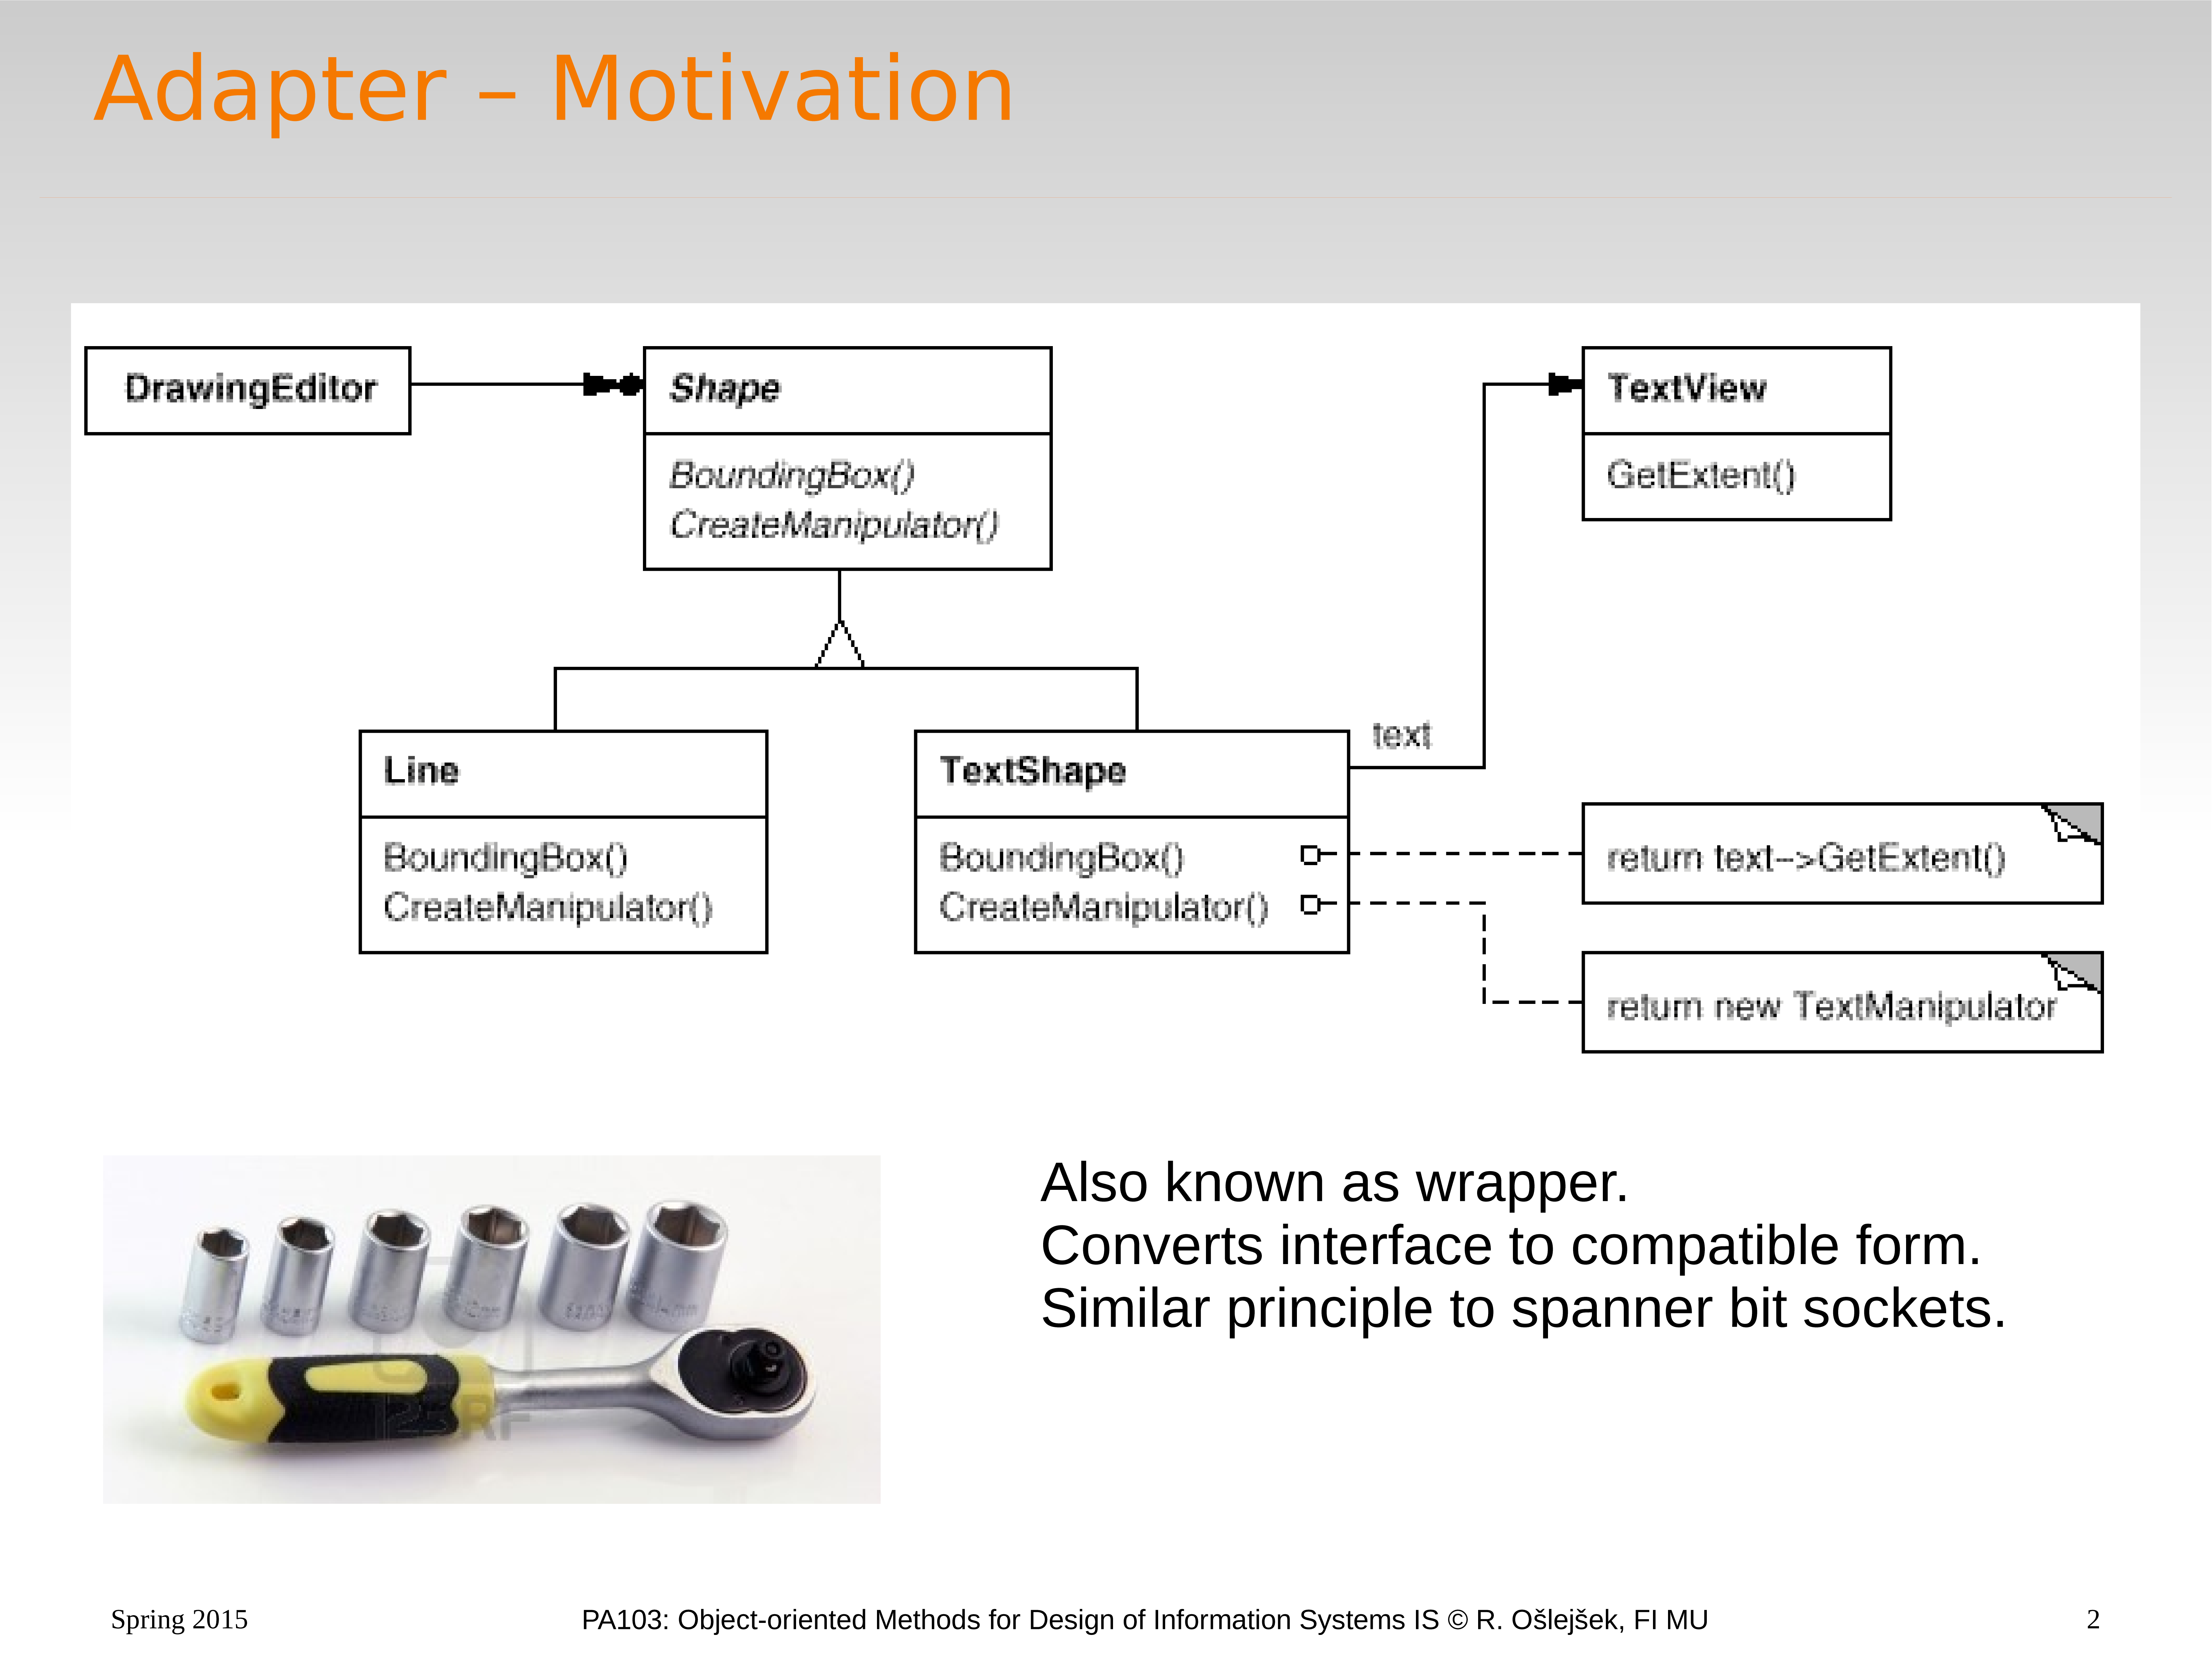 Adapter – Motivation
DrawingEditor
Shape
BoundingBox()
CreateManipulator()
TextView
GetExtent()
Line
BoundingBox()
CreateManipulator()
TextShape
BoundingBox()
CreateManipulator()
text
return text-->GetExtent()
return new TextManipulator
Also known as wrapper.
Converts interface to compatible form.
Similar principle to spanner bit sockets.
Spring 2015
PA103: Object-oriented Methods for Design of Information Systems IS © R. Ošlejšek, FI MU
2